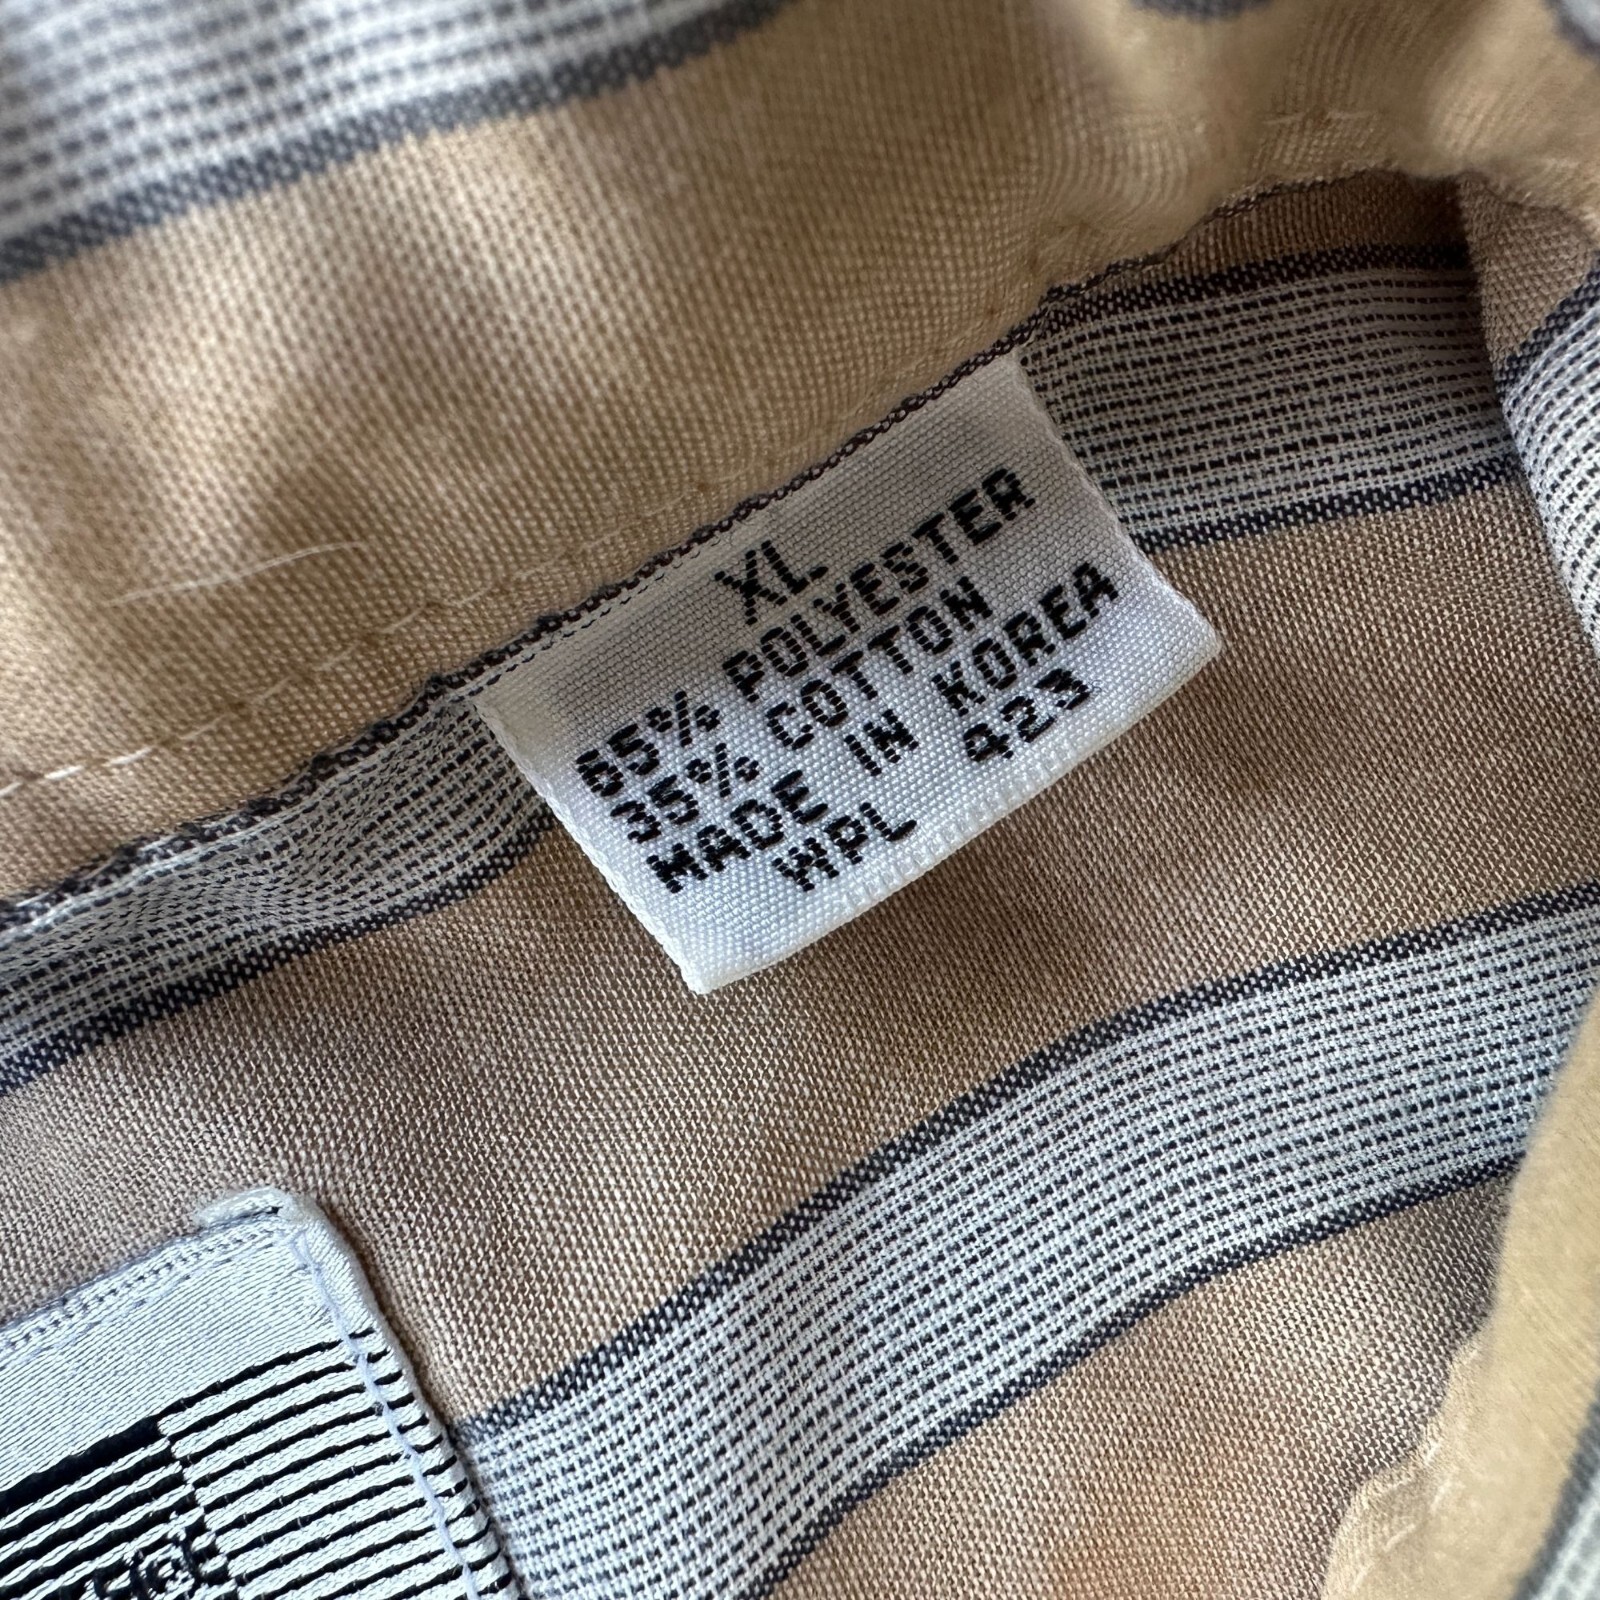 XL
65% POLYESTER
35% COTTON
MADE IN KOREA
WPL 423